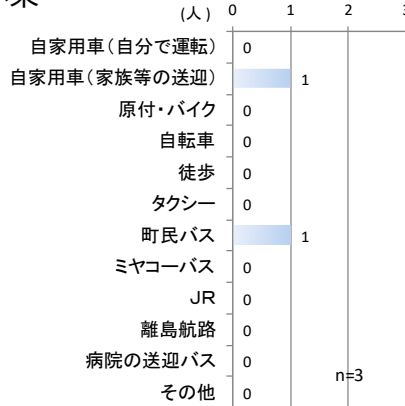 (人) 0 1 2 3
自家用車(自分で運転) 0
自家用車(家族等の送迎) 1
原付・バイク 0
自転車 0
徒歩 0
タクシー 0
町民バス 1
ミヤコーバス 0
JR 0
離島航路 0
病院の送迎バス 0
n=3
その他 0